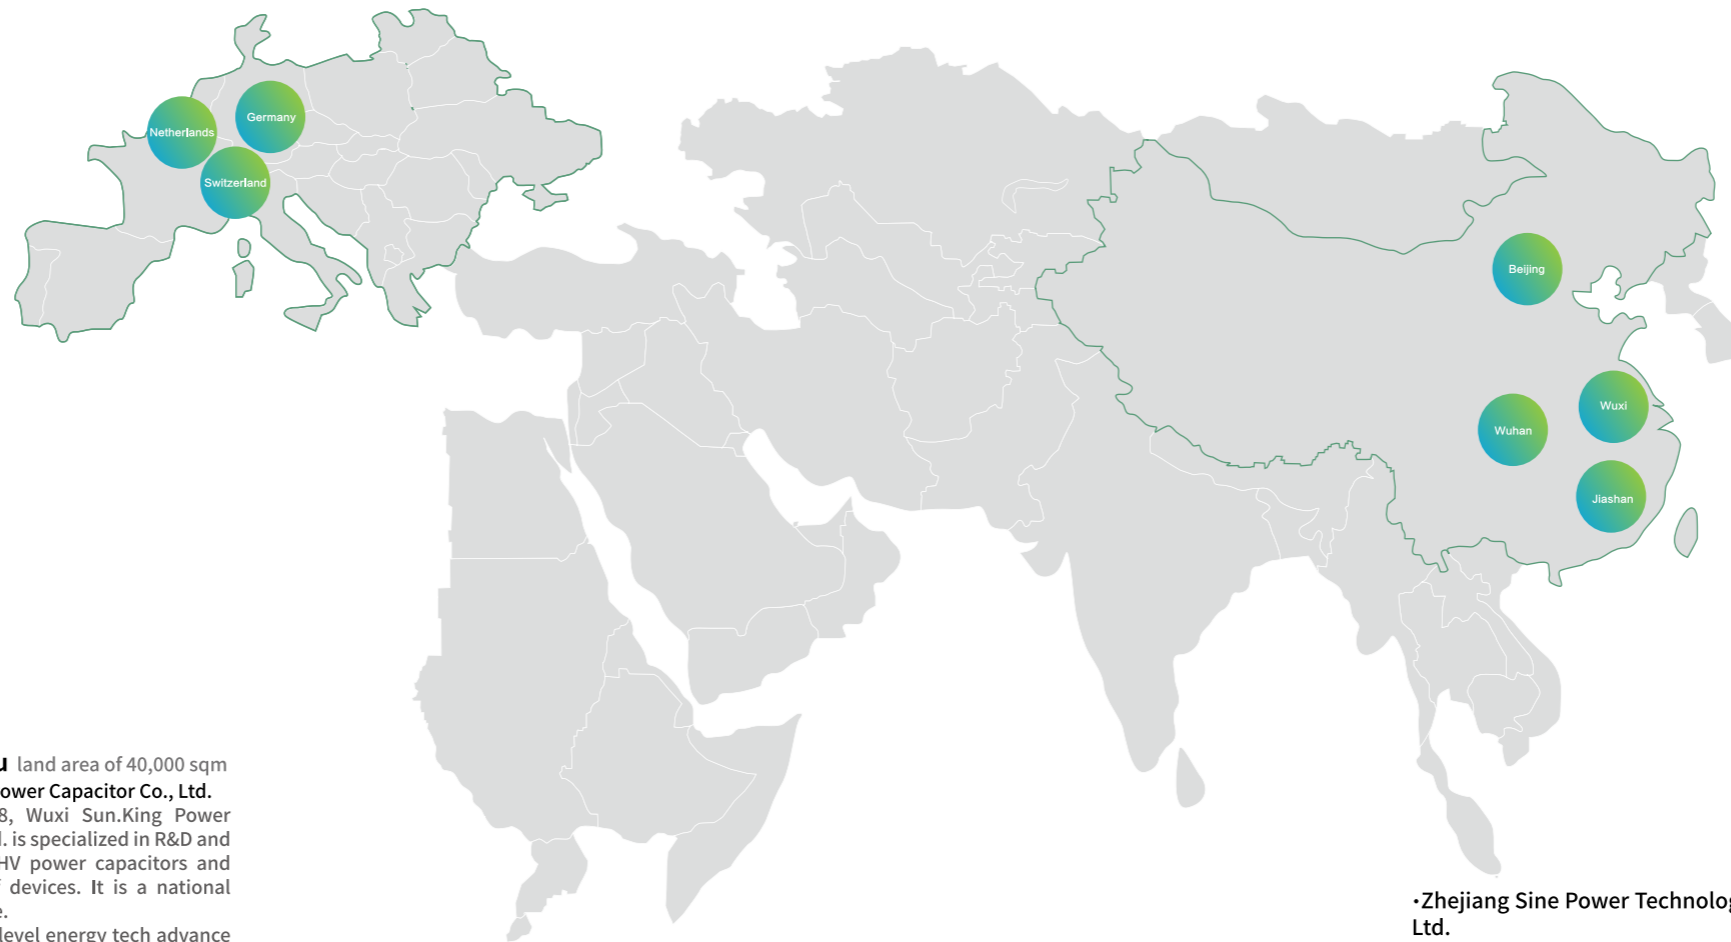 Germany
Netherlands
Switzerland
Beijing
Wuxi
Wuhan
Jiashan
u land area of 40,000 sqm
ower Capacitor Co., Ltd.
8, Wuxi Sun.King Power
l. is specialized in R&D and
HV power capacitors and
f devices. It is a national
e.
level energy tech advance
·Zhejiang Sine Power Technolog
Ltd.